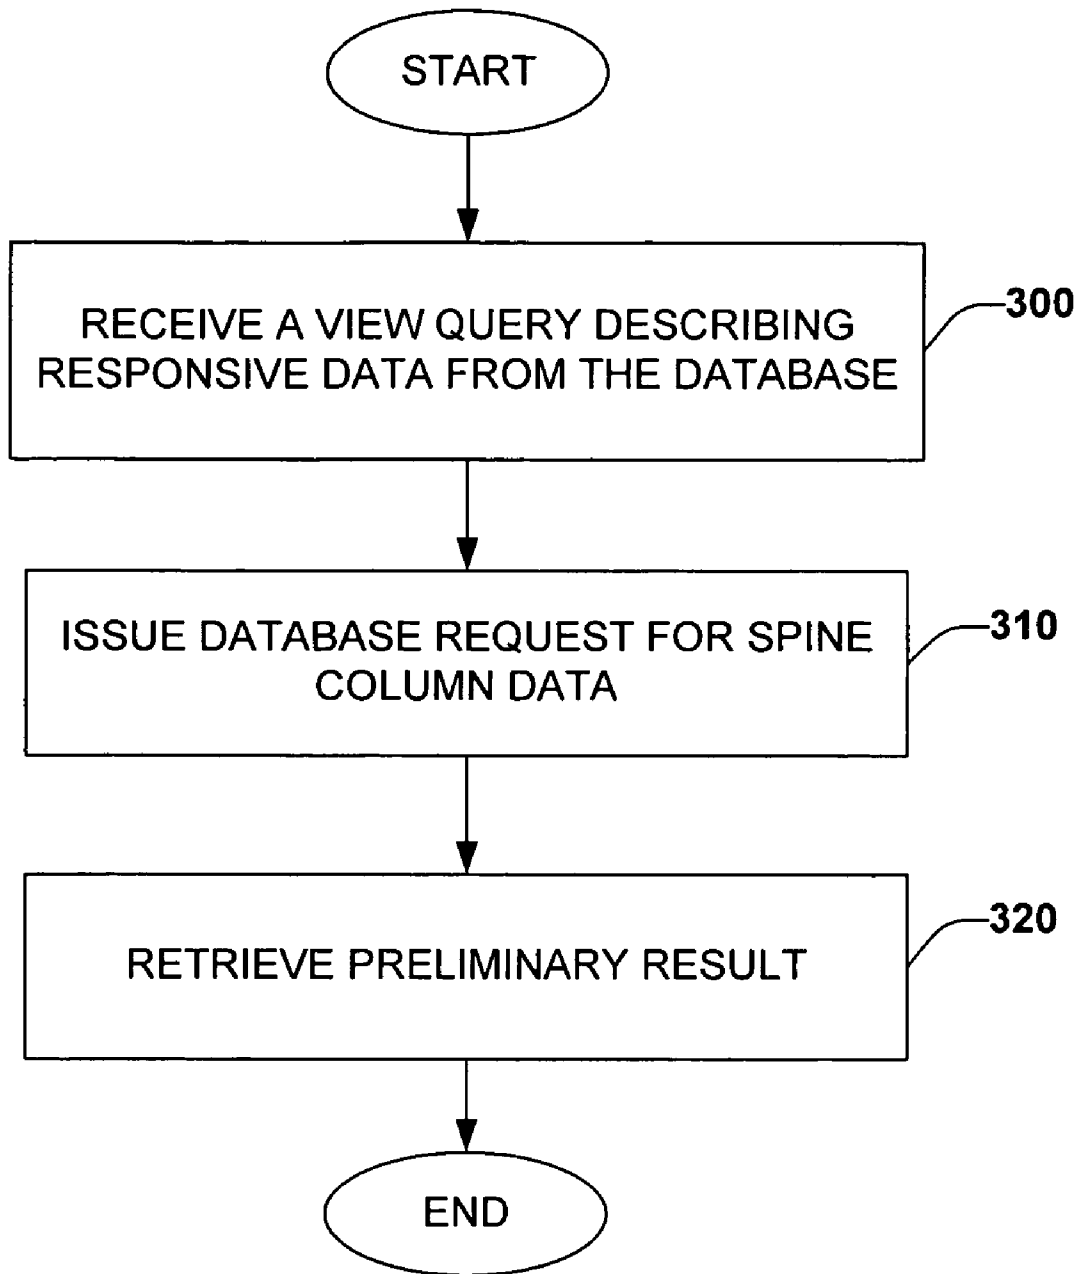 START
RECEIVE A VIEW QUERY DESCRIBING
RESPONSIVE DATA FROM THE DATABASE
300
ISSUE DATABASE REQUEST FOR SPINE
COLUMN DATA
310
RETRIEVE PRELIMINARY RESULT
320
END